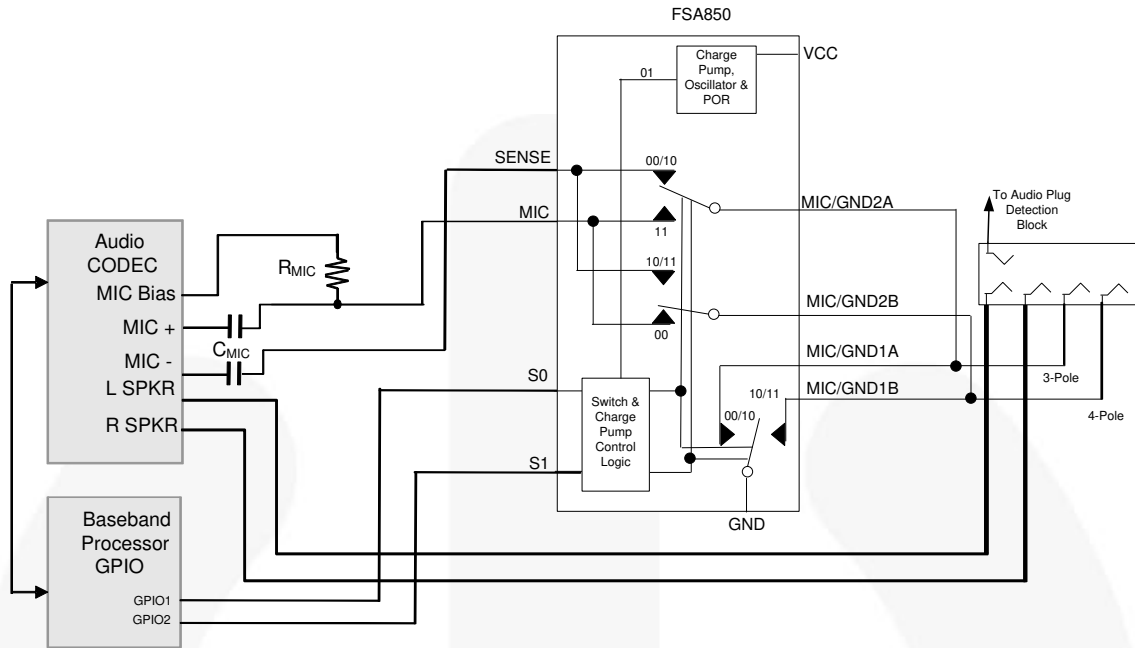 FSA850
Charge
Pump,
Oscillator &
POR
VCC
01
SENSE
00/10
MIC
11
MIC/GND2A
10/11
MIC/GND2B
00
MIC/GND1A
MIC/GND1B
10/11
00/10
S0
S1
Switch &
Charge
Pump
Control
Logic
GND
To Audio Plug
Detection
Block
3-Pole
4-Pole
Audio
CODEC
MIC Bias
MIC +
MIC -
L SPKR
R SPKR
RMIC
CMIC
Baseband
Processor
GPIO
GPIO1
GPIO2